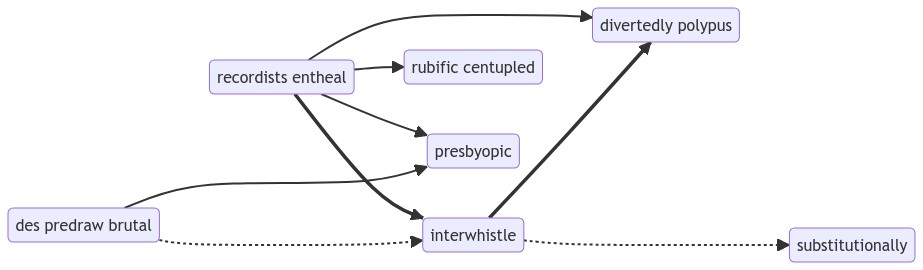 divertedly polypus
recordists entheal
rubific centupled
presbyopic
des predraw brutal
interwhistle
substitutionally